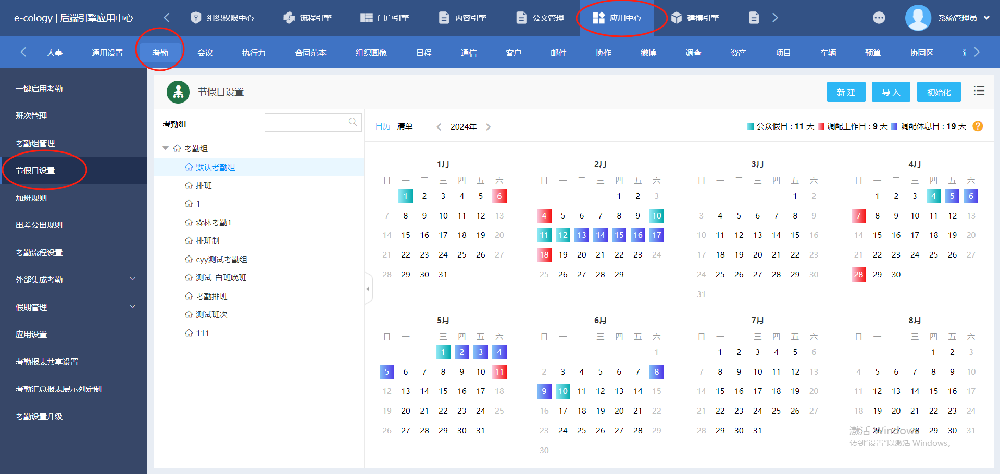 e-cology | 后端引擎应用中心 组织权限中心 流程引擎 门户引擎 内容引擎 公文管理 应用中心 建模引擎 系统管理员
人事 通用设置 考勤 会议 执行力 合同范本 组织画像 日程 通信 客户 邮件 协作 微博 调查 资产 项目 车辆 预算 协同区
一键启用考勤
班次管理
考勤组管理
节假日设置
加班规则
出差公出规则
考勤流程设置
外部集成考勤
假期管理
应用设置
考勤报表共享设置
考勤汇总报表展示列定制
考勤设置升级
节假日设置 新 建 导 入 初始化
考勤组
考勤组
默认考勤组
排班
1
森林考勤1
排班制
cyy测试考勤组
测试-白班晚班
考勤排班
测试班次
111
日历 清单 2024年 公众假日 : 11 天 调配工作日 : 9 天 调配休息日 : 19 天 ?
1月
日 一 二 三 四 五 六
1 2 3 4 5 6
7 8 9 10 11 12 13
14 15 16 17 18 19 20
21 22 23 24 25 26 27
28 29 30 31
2月
日 一 二 三 四 五 六
1 2 3
4 5 6 7 8 9 10
11 12 13 14 15 16 17
18 19 20 21 22 23 24
25 26 27 28 29
3月
日 一 二 三 四 五 六
1 2
3 4 5 6 7 8 9
10 11 12 13 14 15 16
17 18 19 20 21 22 23
24 25 26 27 28 29 30
31
4月
日 一 二 三 四 五 六
1 2 3 4 5 6
7 8 9 10 11 12 13
14 15 16 17 18 19 20
21 22 23 24 25 26 27
28 29 30
5月
日 一 二 三 四 五 六
1 2 3 4
5 6 7 8 9 10 11
12 13 14 15 16 17 18
19 20 21 22 23 24 25
26 27 28 29 30 31
6月
日 一 二 三 四 五 六
1
2 3 4 5 6 7 8
9 10 11 12 13 14 15
16 17 18 19 20 21 22
23 24 25 26 27 28 29
30
7月
日 一 二 三 四 五 六
1 2 3 4 5 6
7 8 9 10 11 12 13
14 15 16 17 18 19 20
21 22 23 24 25 26 27
28 29 30 31
8月
日 一 二 三 四 五 六
1 2 3
4 5 6 7 8 9 10
11 12 13 14 15 16 17
18 19 20 21 22 23 24
25 26 27 28 29 30 31
激活 Windows
转到"设置"以激活 Windows。